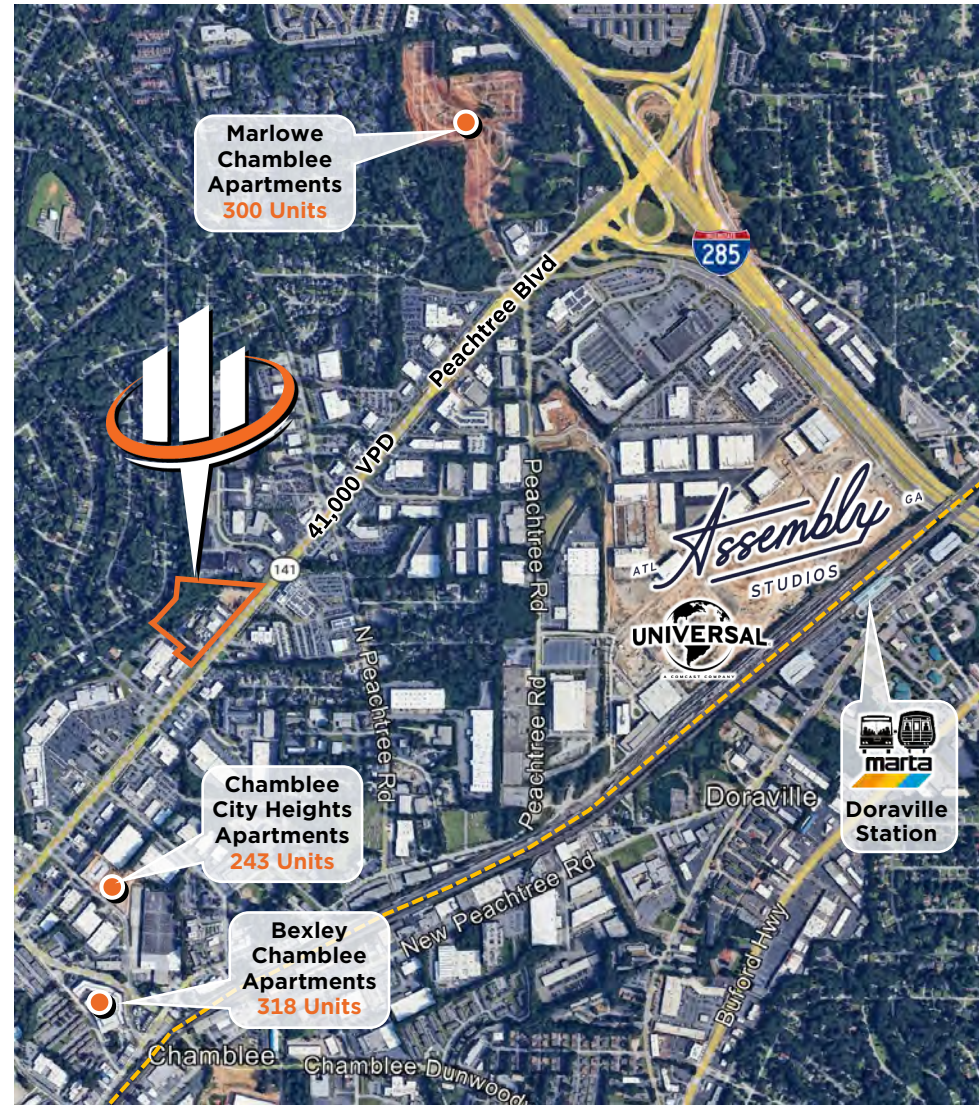 Marlowe
Chamblee
Apartments
300 Units
INTERSTATE
285
Peachtree Blvd
41,000 VPD
141
Peachtree Rd
N Peachtree Rd
ATL
Assembly
GA
STUDIOS
UNIVERSAL
A COMCAST COMPANY
Peachtree Rd
marta
Doraville
Station
Doraville
Chamblee
City Heights
Apartments
243 Units
New Peachtree Rd
Buford Hwy
Bexley
Chamblee
Apartments
318 Units
Chamblee
Chamblee Dunwoody